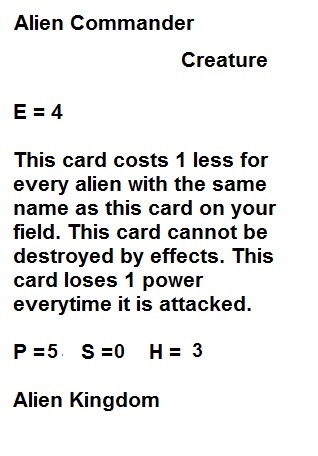 Alien Commander
Creature
E = 4
This card costs 1 less for
every alien with the same
name as this card on your
field. This card cannot be
destroyed by effects. This
card loses 1 power
everytime it is attacked.
P =5 S =0 H = 3
Alien Kingdom